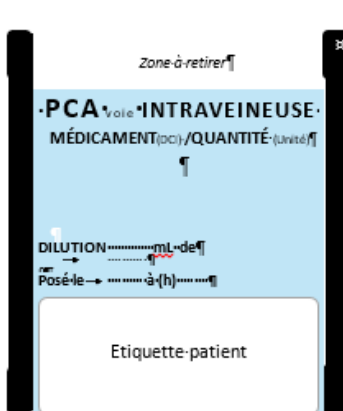 Zone à retirer¶
PCA voie INTRAVEINEUSE
MÉDICAMENT(DCI) /QUANTITÉ (Unité)¶
¶
¶
DILUTION ............ mL de¶
→ ..........¶
Posé le → .......... à (h) ..........¶
Etiquette patient